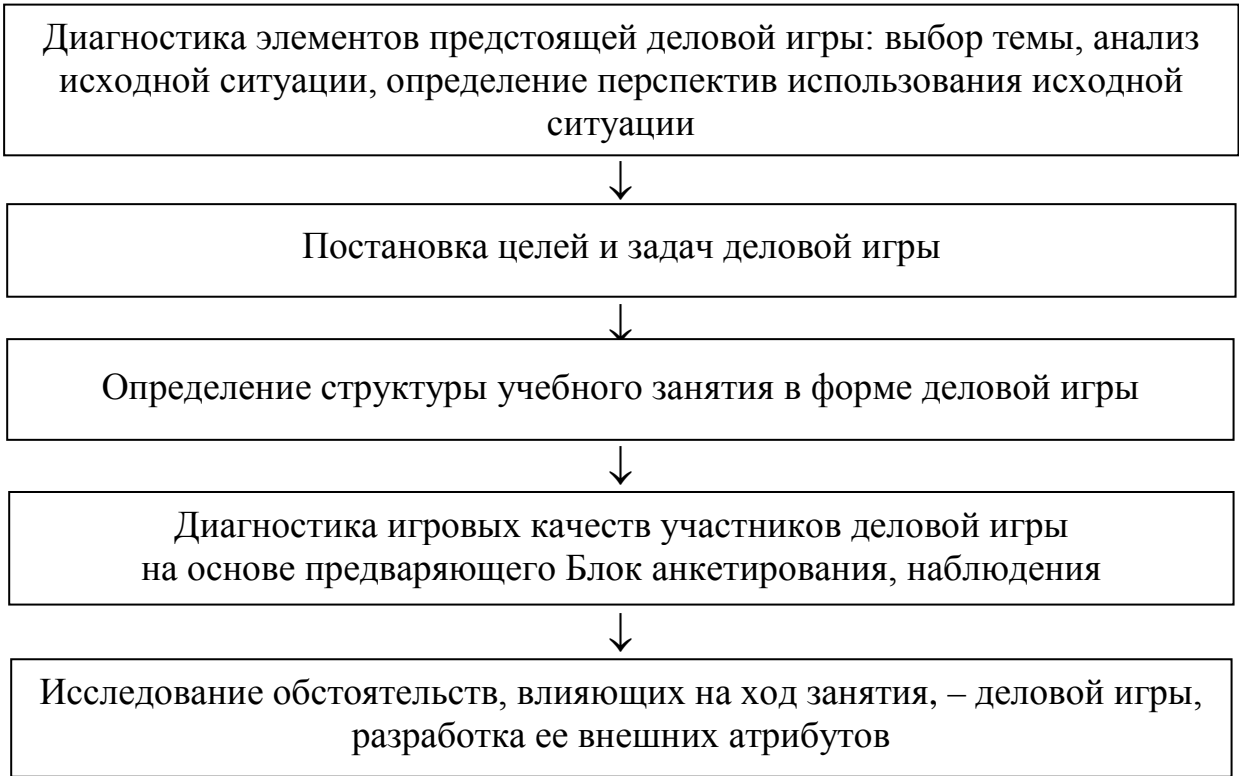 Диагностика элементов предстоящей деловой игры: выбор темы, анализ
исходной ситуации, определение перспектив использования исходной
ситуации
Постановка целей и задач деловой игры
Определение структуры учебного занятия в форме деловой игры
Диагностика игровых качеств участников деловой игры
на основе предваряющего Блок анкетирования, наблюдения
Исследование обстоятельств, влияющих на ход занятия, – деловой игры,
разработка ее внешних атрибутов